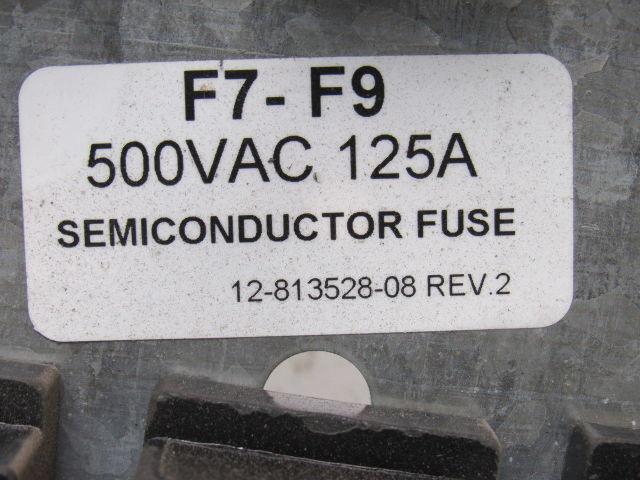 F7- F9
500VAC 125A
SEMICONDUCTOR FUSE
12-813528-08 REV.2